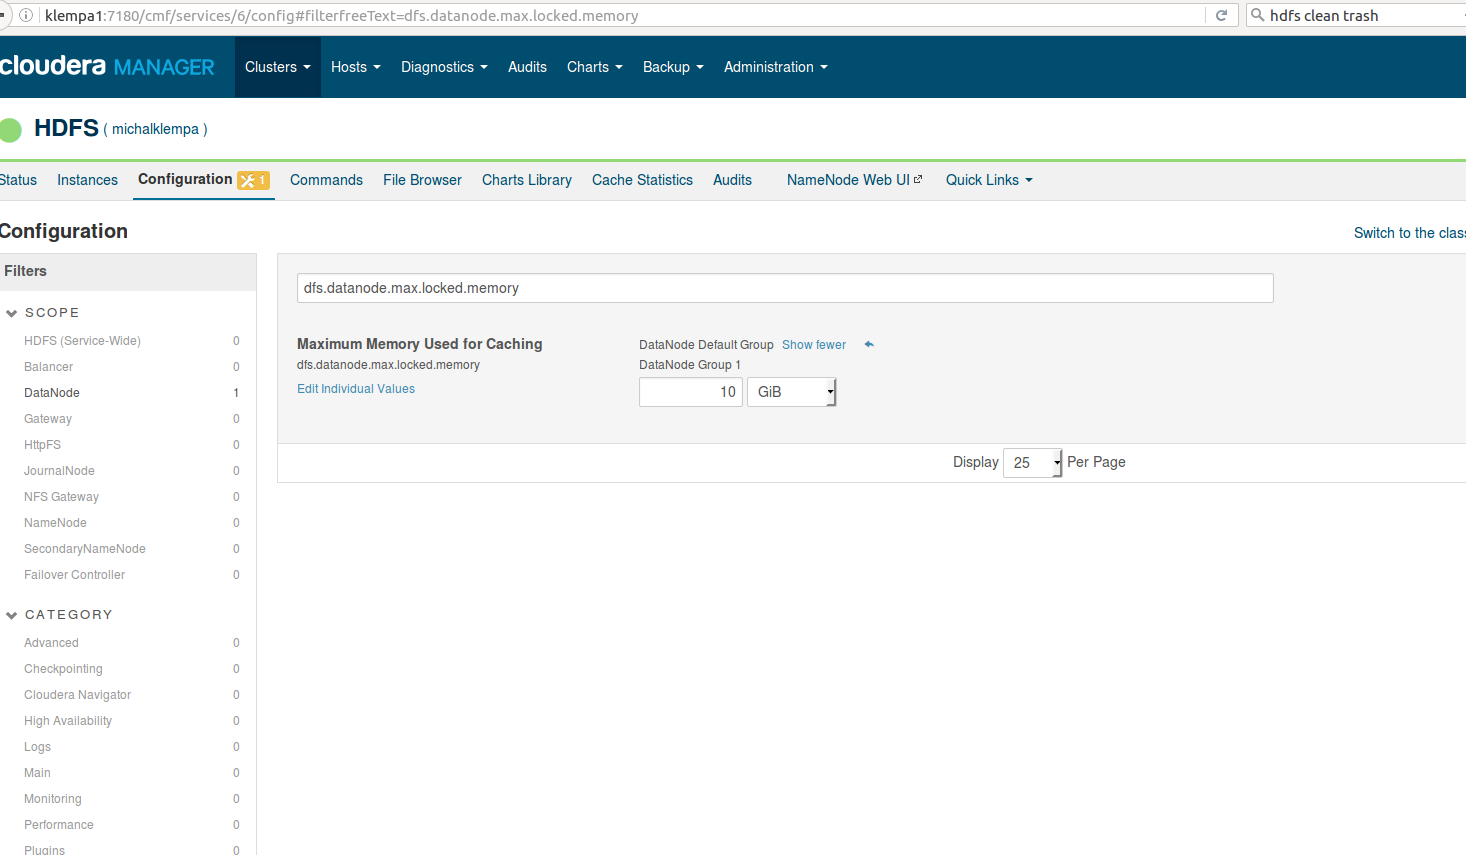 klempa1:7180/cmf/services/6/config#filterfreeText=dfs.datanode.max.locked.memory
hdfs clean trash
cloudera MANAGER
Clusters Hosts Diagnostics Audits Charts Backup Administration
HDFS ( michalklempa )
Status Instances Configuration 1 Commands File Browser Charts Library Cache Statistics Audits NameNode Web UI Quick Links
Configuration
Switch to the clas
Filters
dfs.datanode.max.locked.memory
SCOPE
HDFS (Service-Wide) 0
Balancer 0
DataNode 1
Gateway 0
HttpFS 0
JournalNode 0
NFS Gateway 0
NameNode 0
SecondaryNameNode 0
Failover Controller 0
Maximum Memory Used for Caching
dfs.datanode.max.locked.memory
Edit Individual Values
DataNode Default Group Show fewer
DataNode Group 1
10 GiB
Display 25 Per Page
CATEGORY
Advanced 0
Checkpointing 0
Cloudera Navigator 0
High Availability 0
Logs 0
Main 0
Monitoring 0
Performance 0
Plugins 0